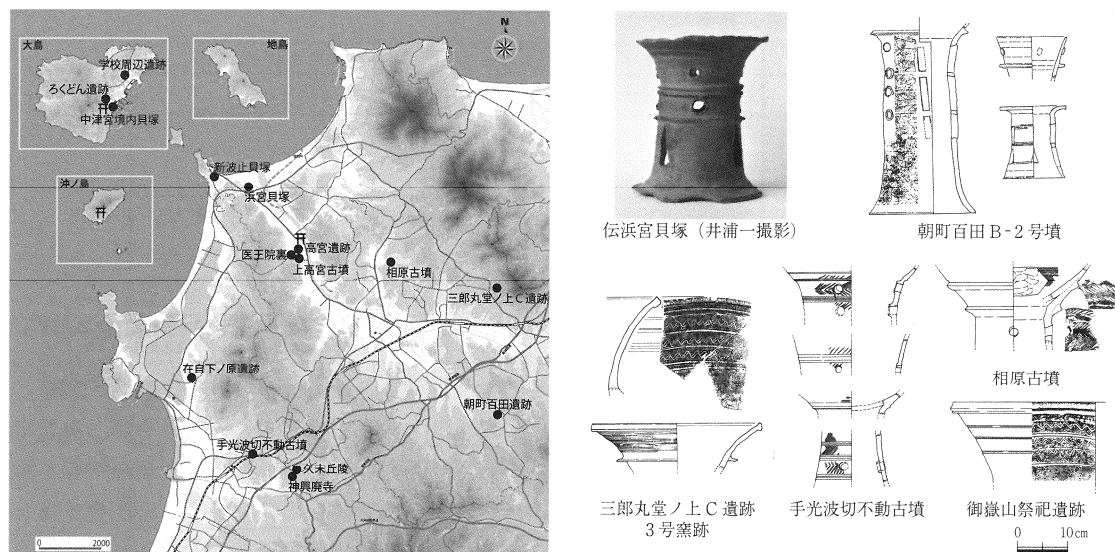 N
大島
地島
学校周辺遺跡
ろくどん遺跡
中津宮境内貝塚
新波止貝塚
沖ノ島
浜宮貝塚
高宮遺跡
医王院裏
上高宮古墳
相原古墳
三郎丸堂ノ上C遺跡
在自下ノ原遺跡
朝町百田遺跡
手光波切不動古墳
久末丘陵
神興廃寺
0 2000
伝浜宮貝塚（井浦一撮影）
朝町百田B-2号墳
相原古墳
三郎丸堂ノ上C遺跡
3号窯跡
手光波切不動古墳
御嶽山祭祀遺跡
0 10cm